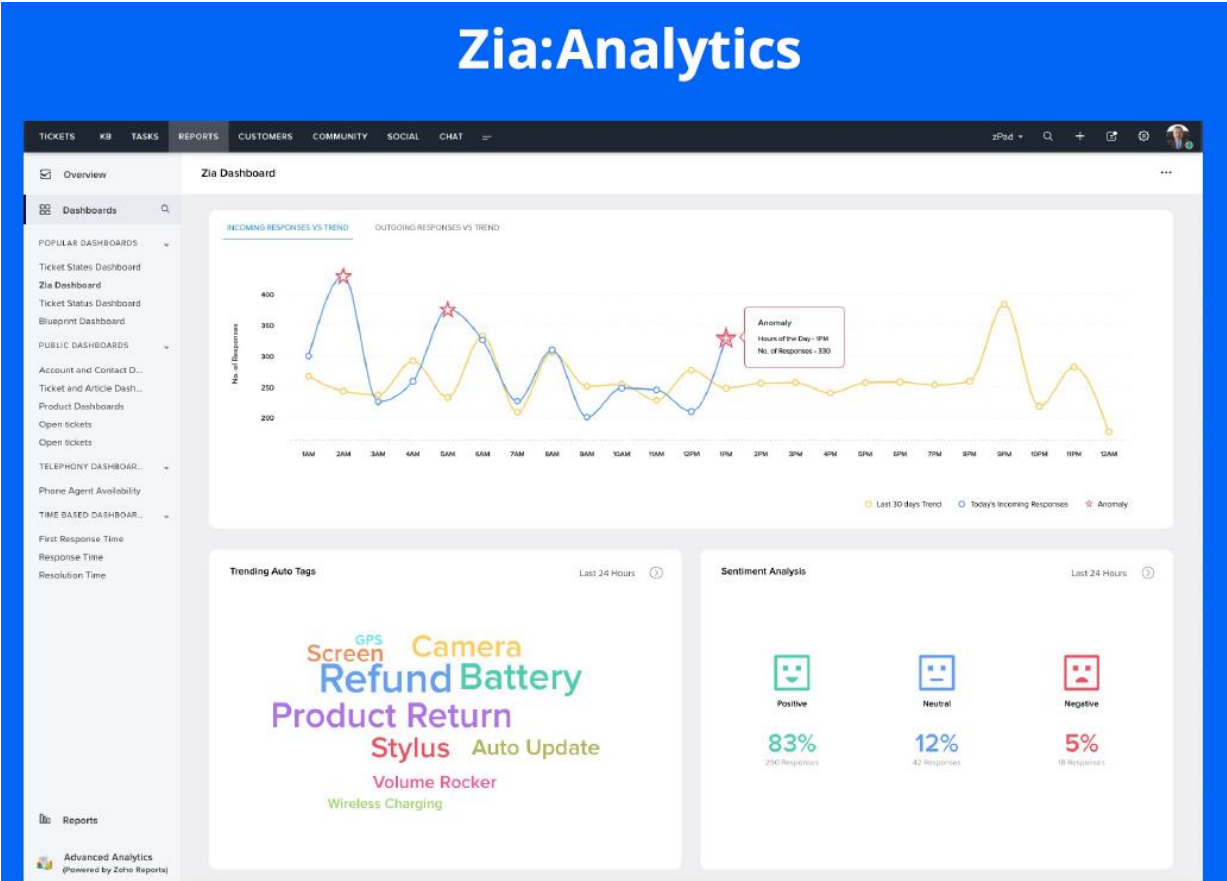 Zia:Analytics
TICKETS KB TASKS REPORTS CUSTOMERS COMMUNITY SOCIAL CHAT zPad
Overview
Dashboards
POPULAR DASHBOARDS
Ticket States Dashboard
Zia Dashboard
Ticket Status Dashboard
Blueprint Dashboard
PUBLIC DASHBOARDS
Account and Contact D...
Ticket and Article Dash...
Product Dashboards
Open tickets
Open tickets
TELEPHONY DASHBOAR...
Phone Agent Availability
TIME BASED DASHBOAR...
First Response Time
Response Time
Resolution Time
Reports
Advanced Analytics
(Powered by Zoho Reports)
Zia Dashboard
INCOMING RESPONSES VS TREND OUTGOING RESPONSES VS TREND
No. of Responses
400
350
300
250
200
Anomaly
Hours of the Day - 1PM
No. of Responses - 330
1AM 2AM 3AM 4AM 5AM 6AM 7AM 8AM 9AM 10AM 11AM 12PM 1PM 2PM 3PM 4PM 5PM 6PM 7PM 8PM 9PM 10PM 11PM 12AM
Last 30 days Trend Today's Incoming Responses Anomaly
Trending Auto Tags Last 24 Hours
GPS
Screen Camera
Refund Battery
Product Return
Stylus Auto Update
Volume Rocker
Wireless Charging
Sentiment Analysis Last 24 Hours
Positive Neutral Negative
83% 12% 5%
290 Responses 42 Responses 18 Responses